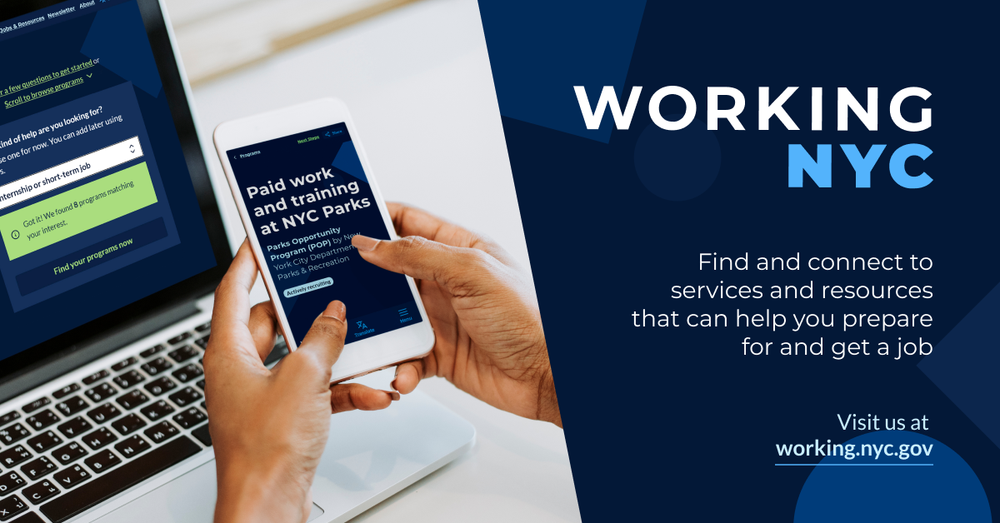 Jobs & Resources Newsletter About
a few questions to get started or
Scroll to browse programs
kind of help are you looking for?
one for now. You can add later using
internship or short-term job
Got it! We found 8 programs matching
your interest.
Find your programs now
Programs
Next Steps Share
Paid work
and training
at NYC Parks
Parks Opportunity
Program (POP) by New
York City Department
Parks & Recreation
Actively recruiting
Translate
Menu
WORKING
NYC
Find and connect to
services and resources
that can help you prepare
for and get a job
Visit us at
working.nyc.gov